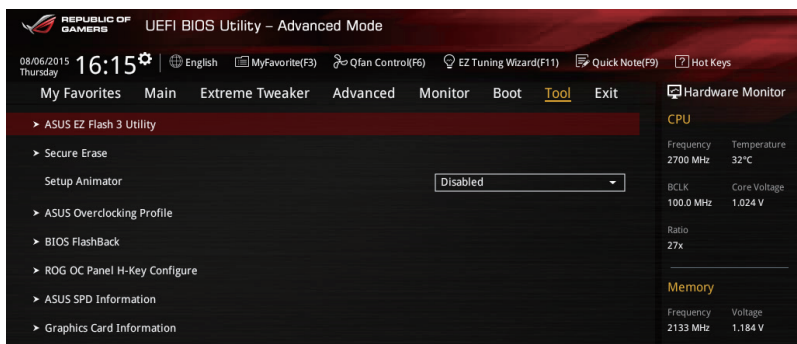 REPUBLIC OF
GAMERS
UEFI BIOS Utility – Advanced Mode
08/06/2015
Thursday
16:15
English
MyFavorite(F3)
Qfan Control(F6)
EZ Tuning Wizard(F11)
Quick Note(F9)
? Hot Keys
My Favorites Main Extreme Tweaker Advanced Monitor Boot Tool Exit
Hardware Monitor
> ASUS EZ Flash 3 Utility
> Secure Erase
Setup Animator Disabled
> ASUS Overclocking Profile
> BIOS FlashBack
> ROG OC Panel H-Key Configure
> ASUS SPD Information
> Graphics Card Information
CPU
Frequency Temperature
2700 MHz 32°C
BCLK Core Voltage
100.0 MHz 1.024 V
Ratio
27x
Memory
Frequency Voltage
2133 MHz 1.184 V